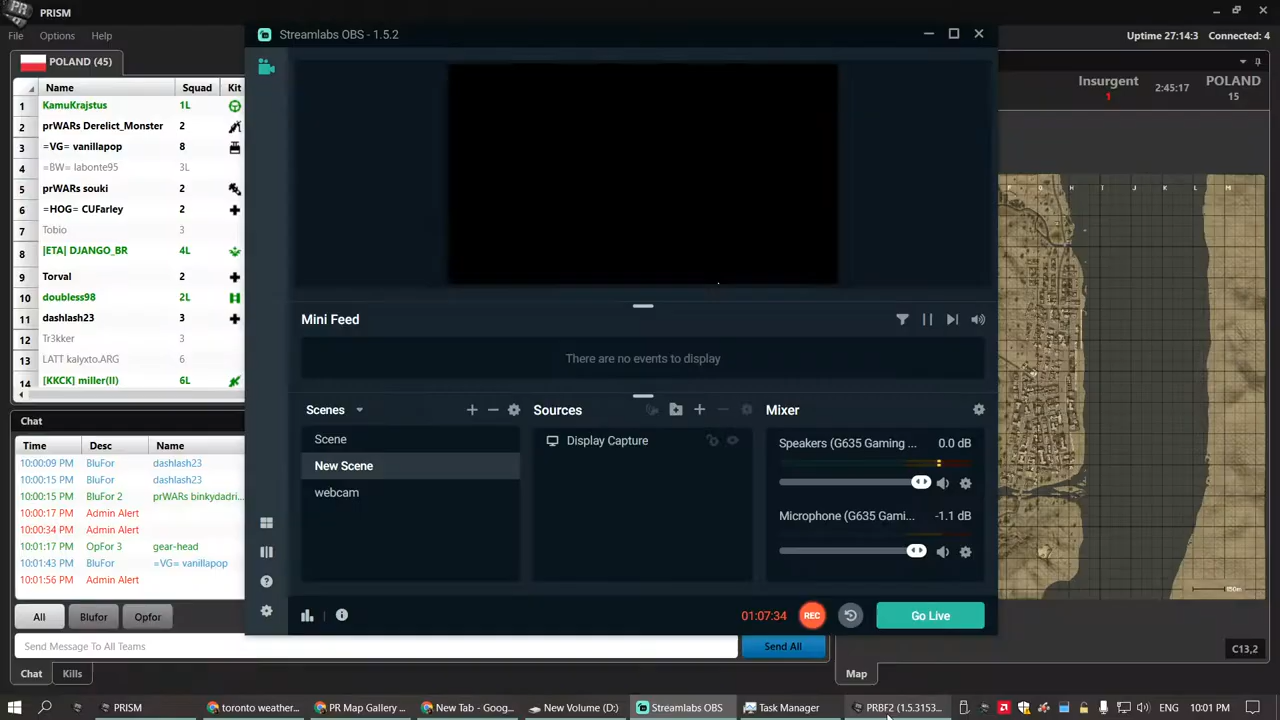 PR
PRISM
File Options Help
Uptime 27:14:3 Connected: 4
POLAND (45)
Name Squad Kit
1 KamuKrajstus 1L
2 prWARs Derelict_Monster 2
3 =VG= vanillapop 8
4 =BW= labonte95 3L
5 prWARs souki 2
6 =HOG= CUFarley 2
7 Tobio 3
8 |ETA| DJANGO_BR 4L
9 Torval 2
10 doubless98 2L
11 dashlash23 3
12 Tr3kker 3
13 LATT kalyxto.ARG 6
14 [KKCK] miller(II) 6L
Chat
Time Desc Name
10:00:09 PM BluFor dashlash23
10:00:15 PM BluFor dashlash23
10:00:15 PM BluFor 2 prWARs binkydadri...
10:00:17 PM Admin Alert
10:00:34 PM Admin Alert
10:01:17 PM OpFor 3 gear-head
10:01:43 PM BluFor =VG= vanillapop
10:01:56 PM Admin Alert
All Blufor Opfor
Send Message To All Teams Send All
Chat Kills
Streamlabs OBS - 1.5.2
Mini Feed
There are no events to display
Scenes
Scene
New Scene
webcam
Sources
Display Capture
Mixer
Speakers (G635 Gaming ... 0.0 dB
Microphone (G635 Gami... -1.1 dB
01:07:34 REC Go Live
Insurgent 2:45:17 POLAND
1 15
H I J K L M
C13,2
Map
PRISM toronto weather... PR Map Gallery ... New Tab - Goog... New Volume (D:) Streamlabs OBS Task Manager PRBF2 (1.5.3153... ENG 10:01 PM